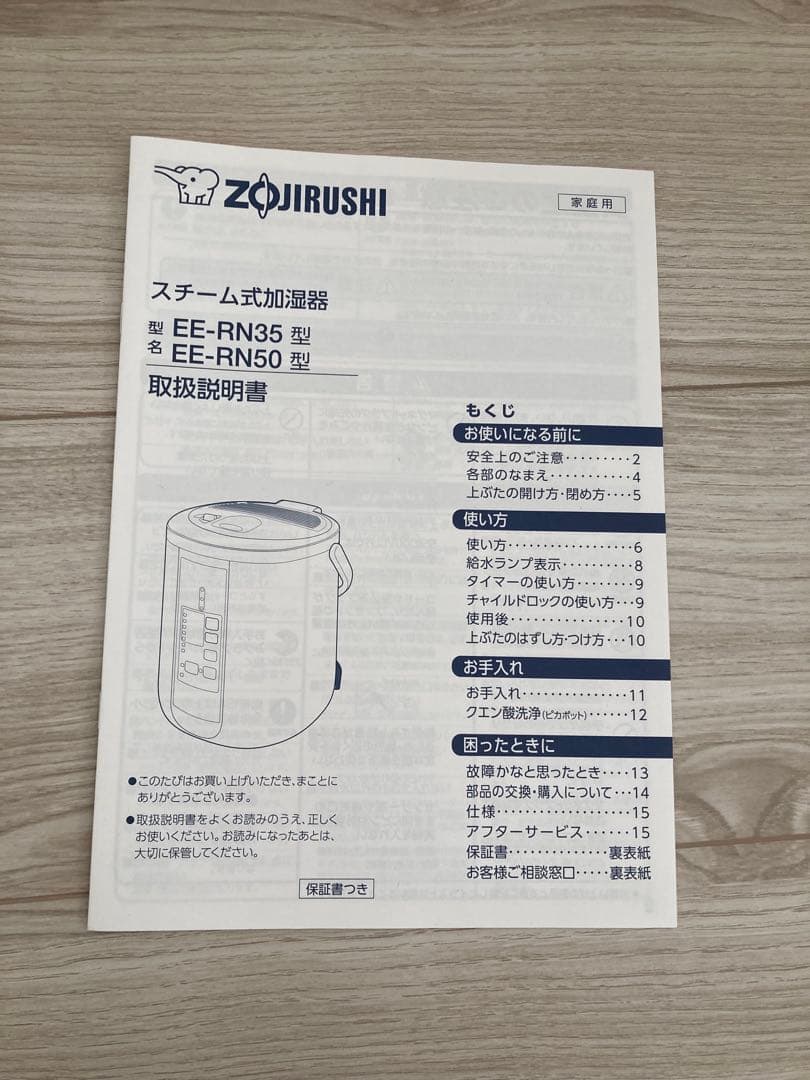 ZOJIRUSHI
家庭用
スチーム式加湿器
型名 EE-RN35 型
EE-RN50 型
取扱説明書
もくじ
お使いになる前に
安全上のご注意・・・・・・・・・2
各部のなまえ・・・・・・・・・・・4
上ぶたの開け方・閉め方・・・・5
使い方
使い方・・・・・・・・・・・・・・・・・6
給水ランプ表示・・・・・・・・・・8
タイマーの使い方・・・・・・・・9
チャイルドロックの使い方・・・9
使用後・・・・・・・・・・・・・・・・10
上ぶたのはずし方・つけ方・・・10
お手入れ
お手入れ・・・・・・・・・・・・・・・11
クエン酸洗浄(ピカポット)・・・・・・12
困ったときに
故障かなと思ったとき・・・・13
部品の交換・購入について・・・14
仕様・・・・・・・・・・・・・・・・・・15
アフターサービス・・・・・・15
保証書・・・・・・・・・・・・・・裏表紙
お客様ご相談窓口・・・・・裏表紙
●このたびはお買い上げいただき、まことに
ありがとうございます。
●取扱説明書をよくお読みのうえ、正しく
お使いください。お読みになったあとは、
大切に保管してください。
保証書つき